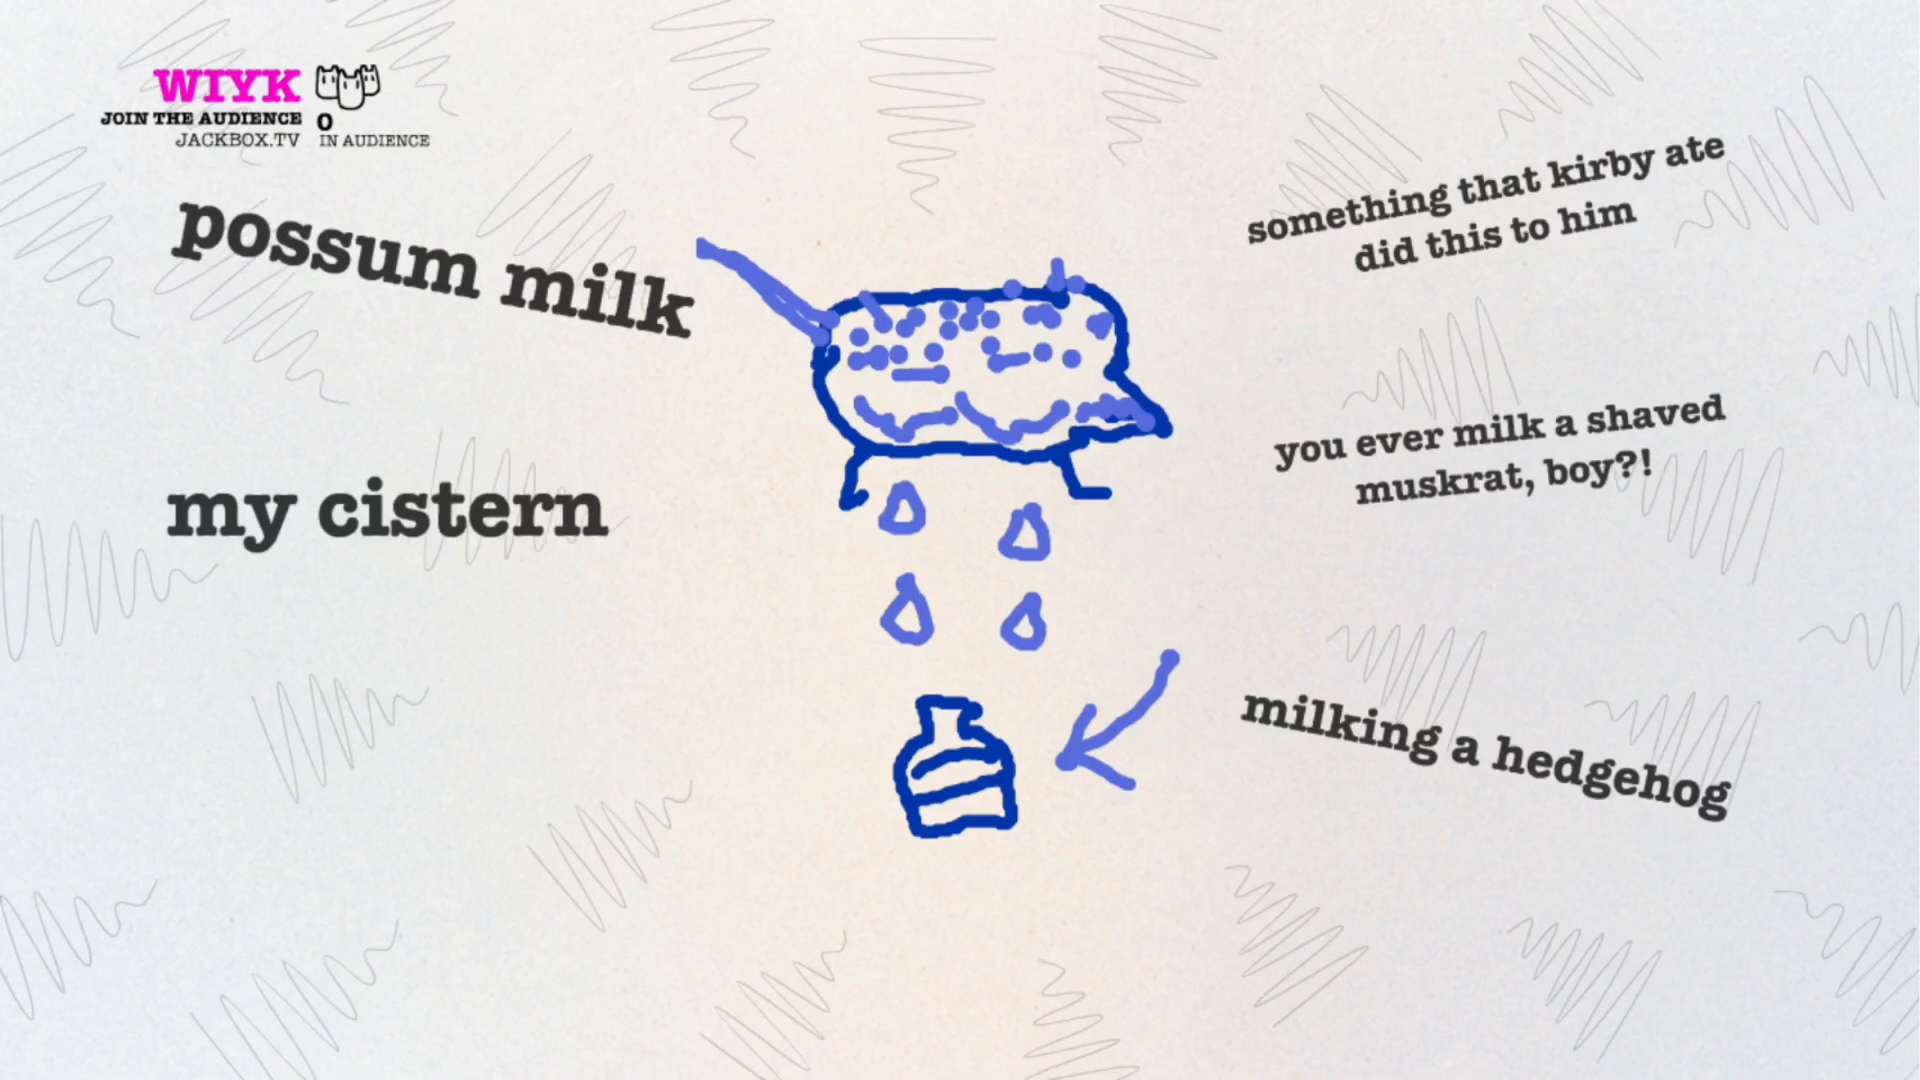 WIYK
JOIN THE AUDIENCE
JACKBOX.TV
0
IN AUDIENCE
possum milk
my cistern
something that kirby ate
did this to him
you ever milk a shaved
muskrat, boy?!
milking a hedgehog